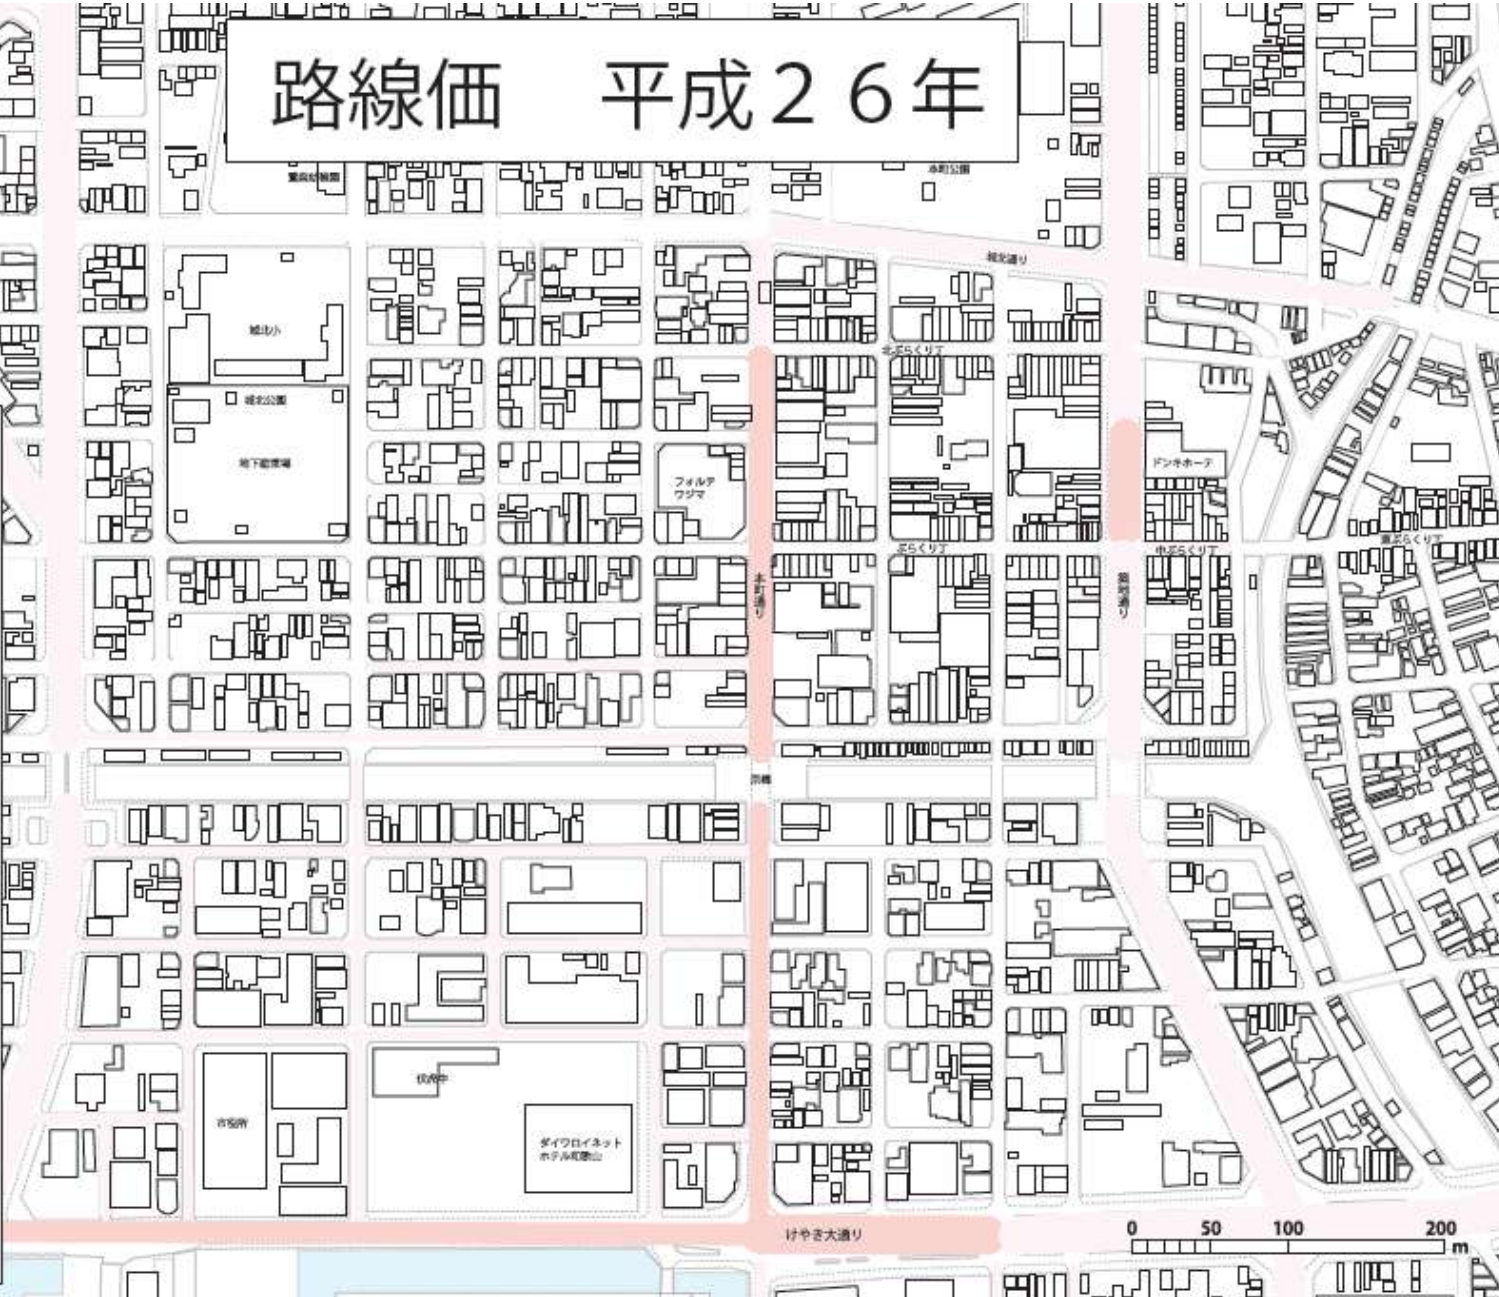 路線価　平成２６年
本町公園
城北通り
城北小
北ぶらくり丁
城北公園
地下駐車場
ドンキホーテ
フォルテ
ワジマ
ぶらくり丁
中ぶらくり丁
東ぶらくり丁
本町通り
築地通り
京橋
伏虎中
市役所
ダイワロイネット
ホテル和歌山
けやき大通り
0 50 100 200
m